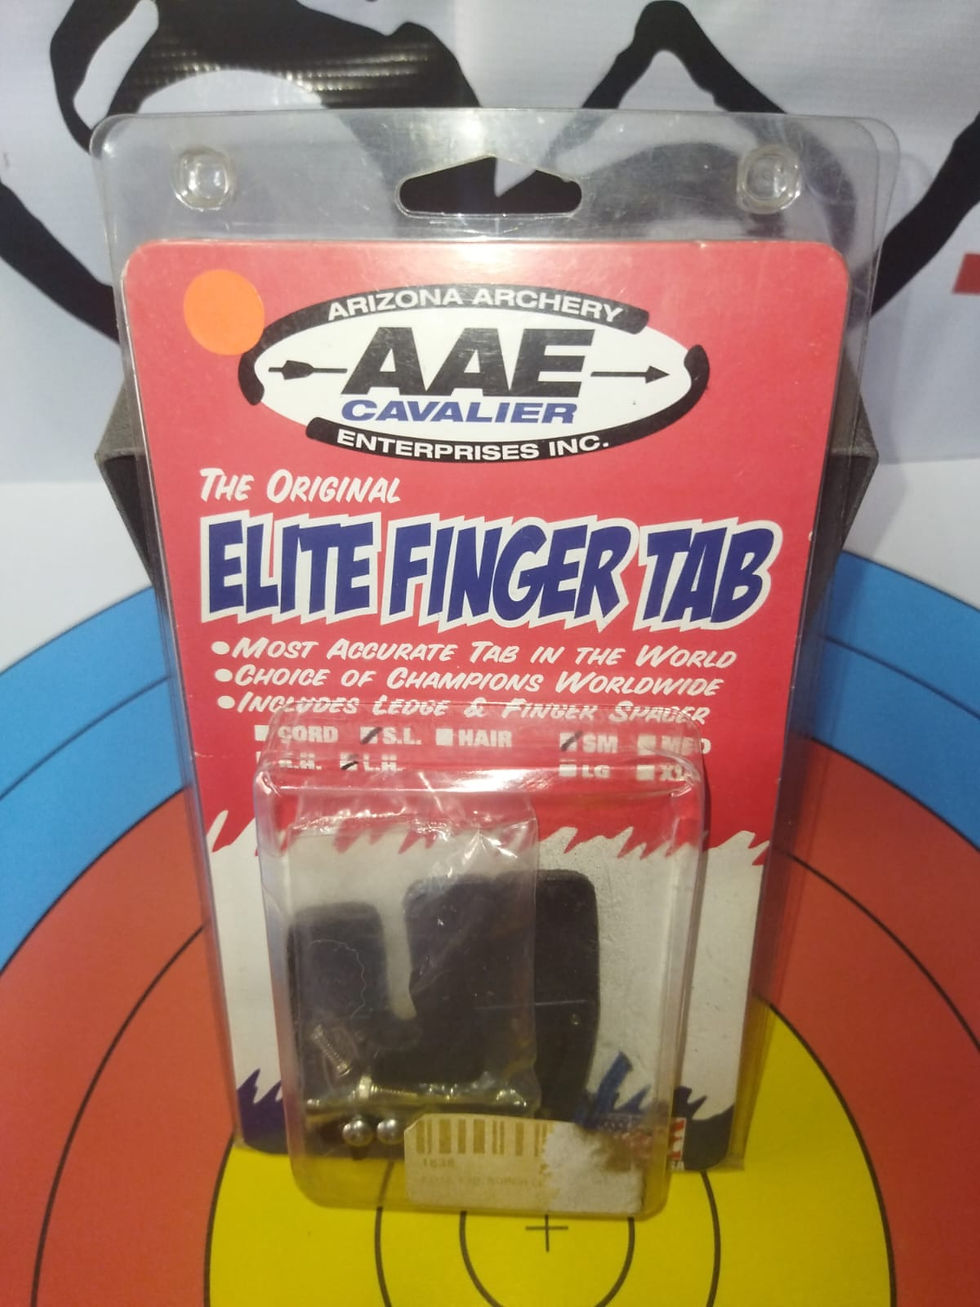 ARIZONA ARCHERY
AAE
CAVALIER
ENTERPRISES INC.
THE ORIGINAL
ELITE FINGER TAB
•MOST ACCURATE TAB IN THE WORLD
•CHOICE OF CHAMPIONS WORLDWIDE
•INCLUDES LEDGE & FINGER SPACER
CORD S.L. HAIR SM MED
R.H. L.H. LG XL